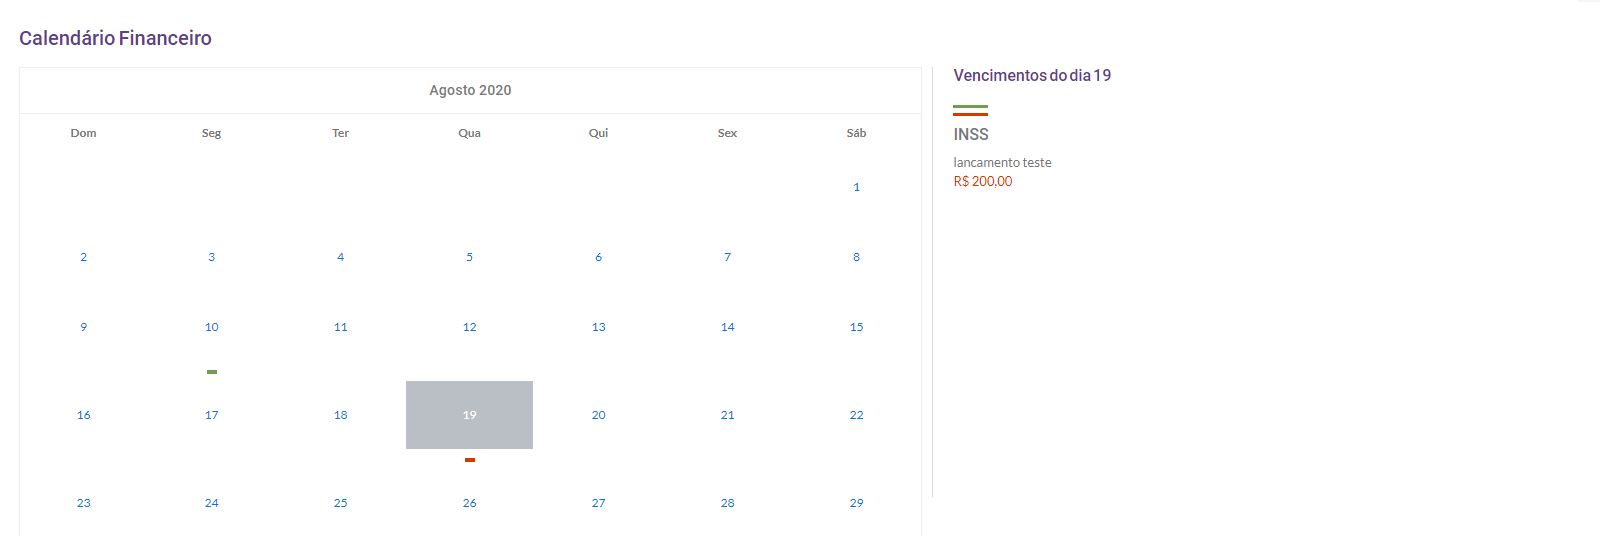 Calendário Financeiro
Agosto 2020
Dom Seg Ter Qua Qui Sex Sáb
1
2 3 4 5 6 7 8
9 10 11 12 13 14 15
16 17 18 19 20 21 22
23 24 25 26 27 28 29
Vencimentos do dia 19
INSS
lancamento teste
R$ 200,00